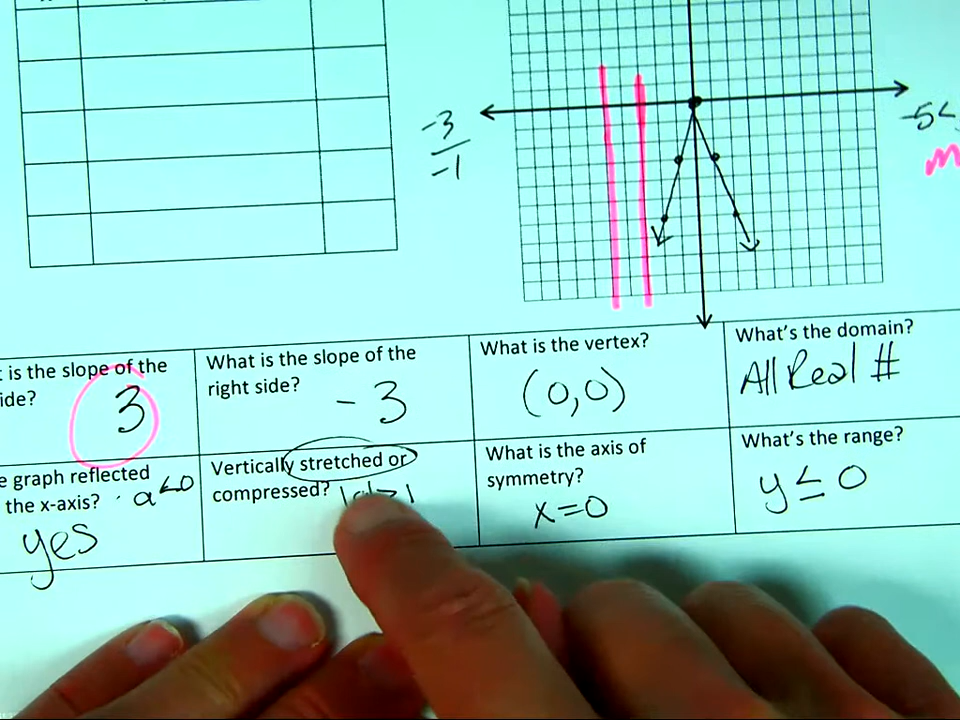 -3
-1
-5<
m
is the slope of the
ide?
3
What is the slope of the
right side?
-3
What is the vertex?
(0,0)
What's the domain?
All Real #
e graph reflected
the x-axis? · a<0
yes
Vertically stretched or
compressed? |a|>1
What is the axis of
symmetry?
x=0
What's the range?
y≤0